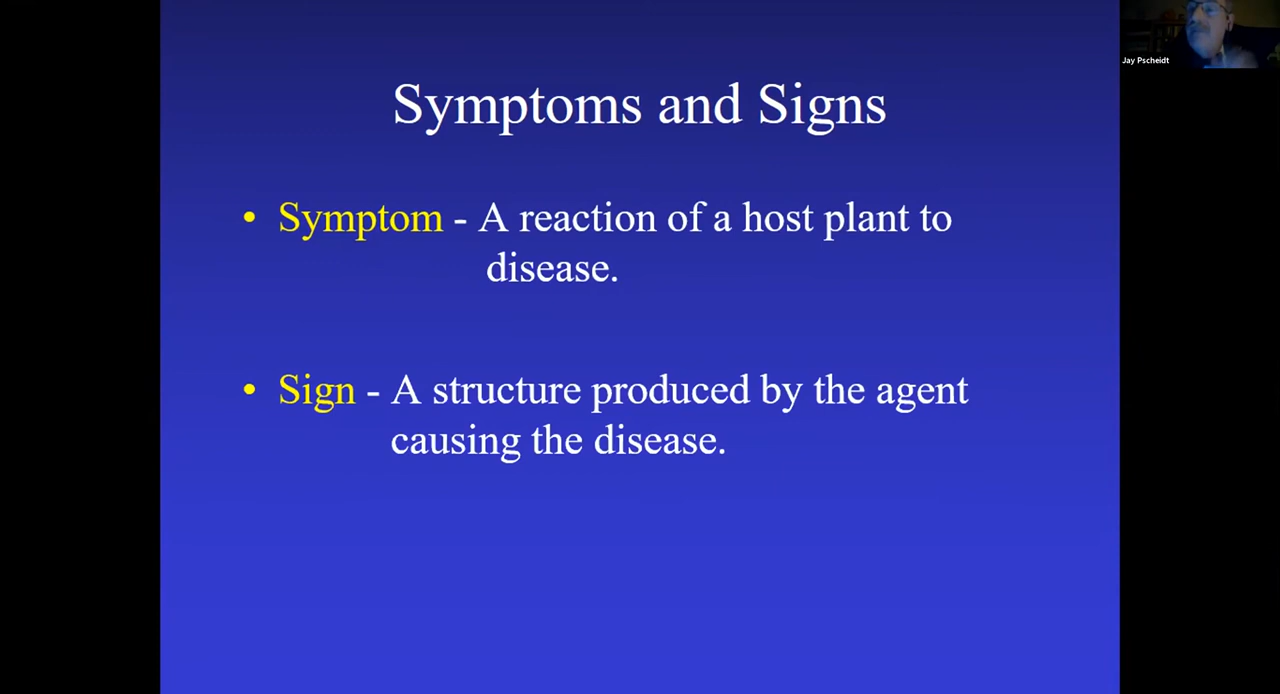 Jay Pscheidt
Symptoms and Signs
• Symptom - A reaction of a host plant to
disease.
• Sign - A structure produced by the agent
causing the disease.